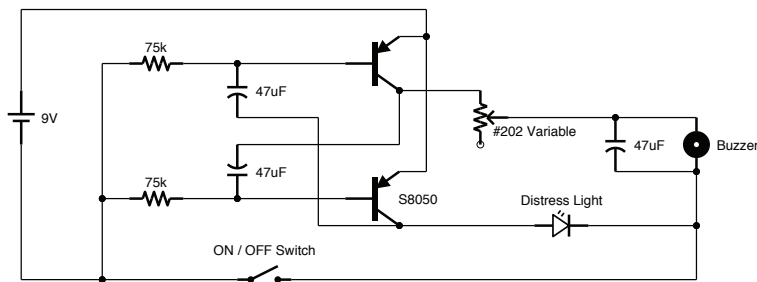 75k
47uF
9V
#202 Variable
47uF
Buzzer
47uF
75k
S8050
Distress Light
ON / OFF Switch